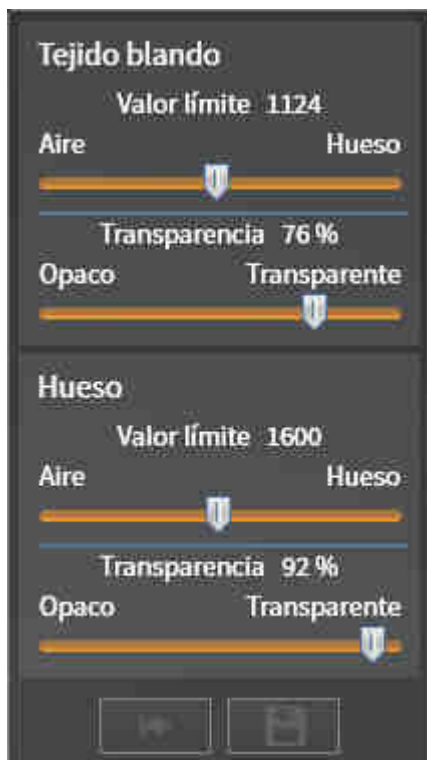 Tejido blando
Valor límite 1124
Aire Hueso
Transparencia 76 %
Opaco Transparente
Hueso
Valor límite 1600
Aire Hueso
Transparencia 92 %
Opaco Transparente